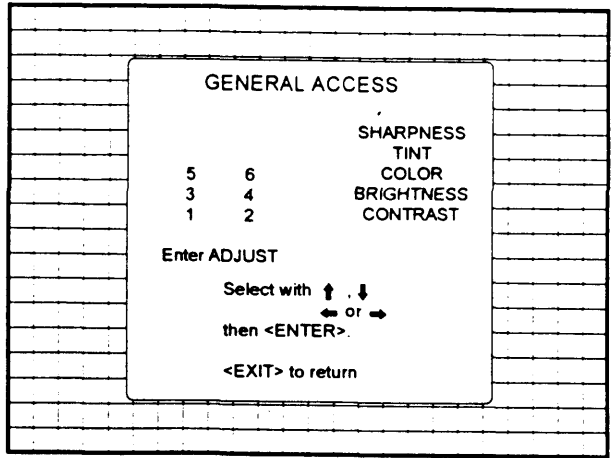 GENERAL ACCESS
SHARPNESS
TINT
5 6 COLOR
3 4 BRIGHTNESS
1 2 CONTRAST
Enter ADJUST
Select with ↑ , ↓
← or →
then <ENTER>.
<EXIT> to return